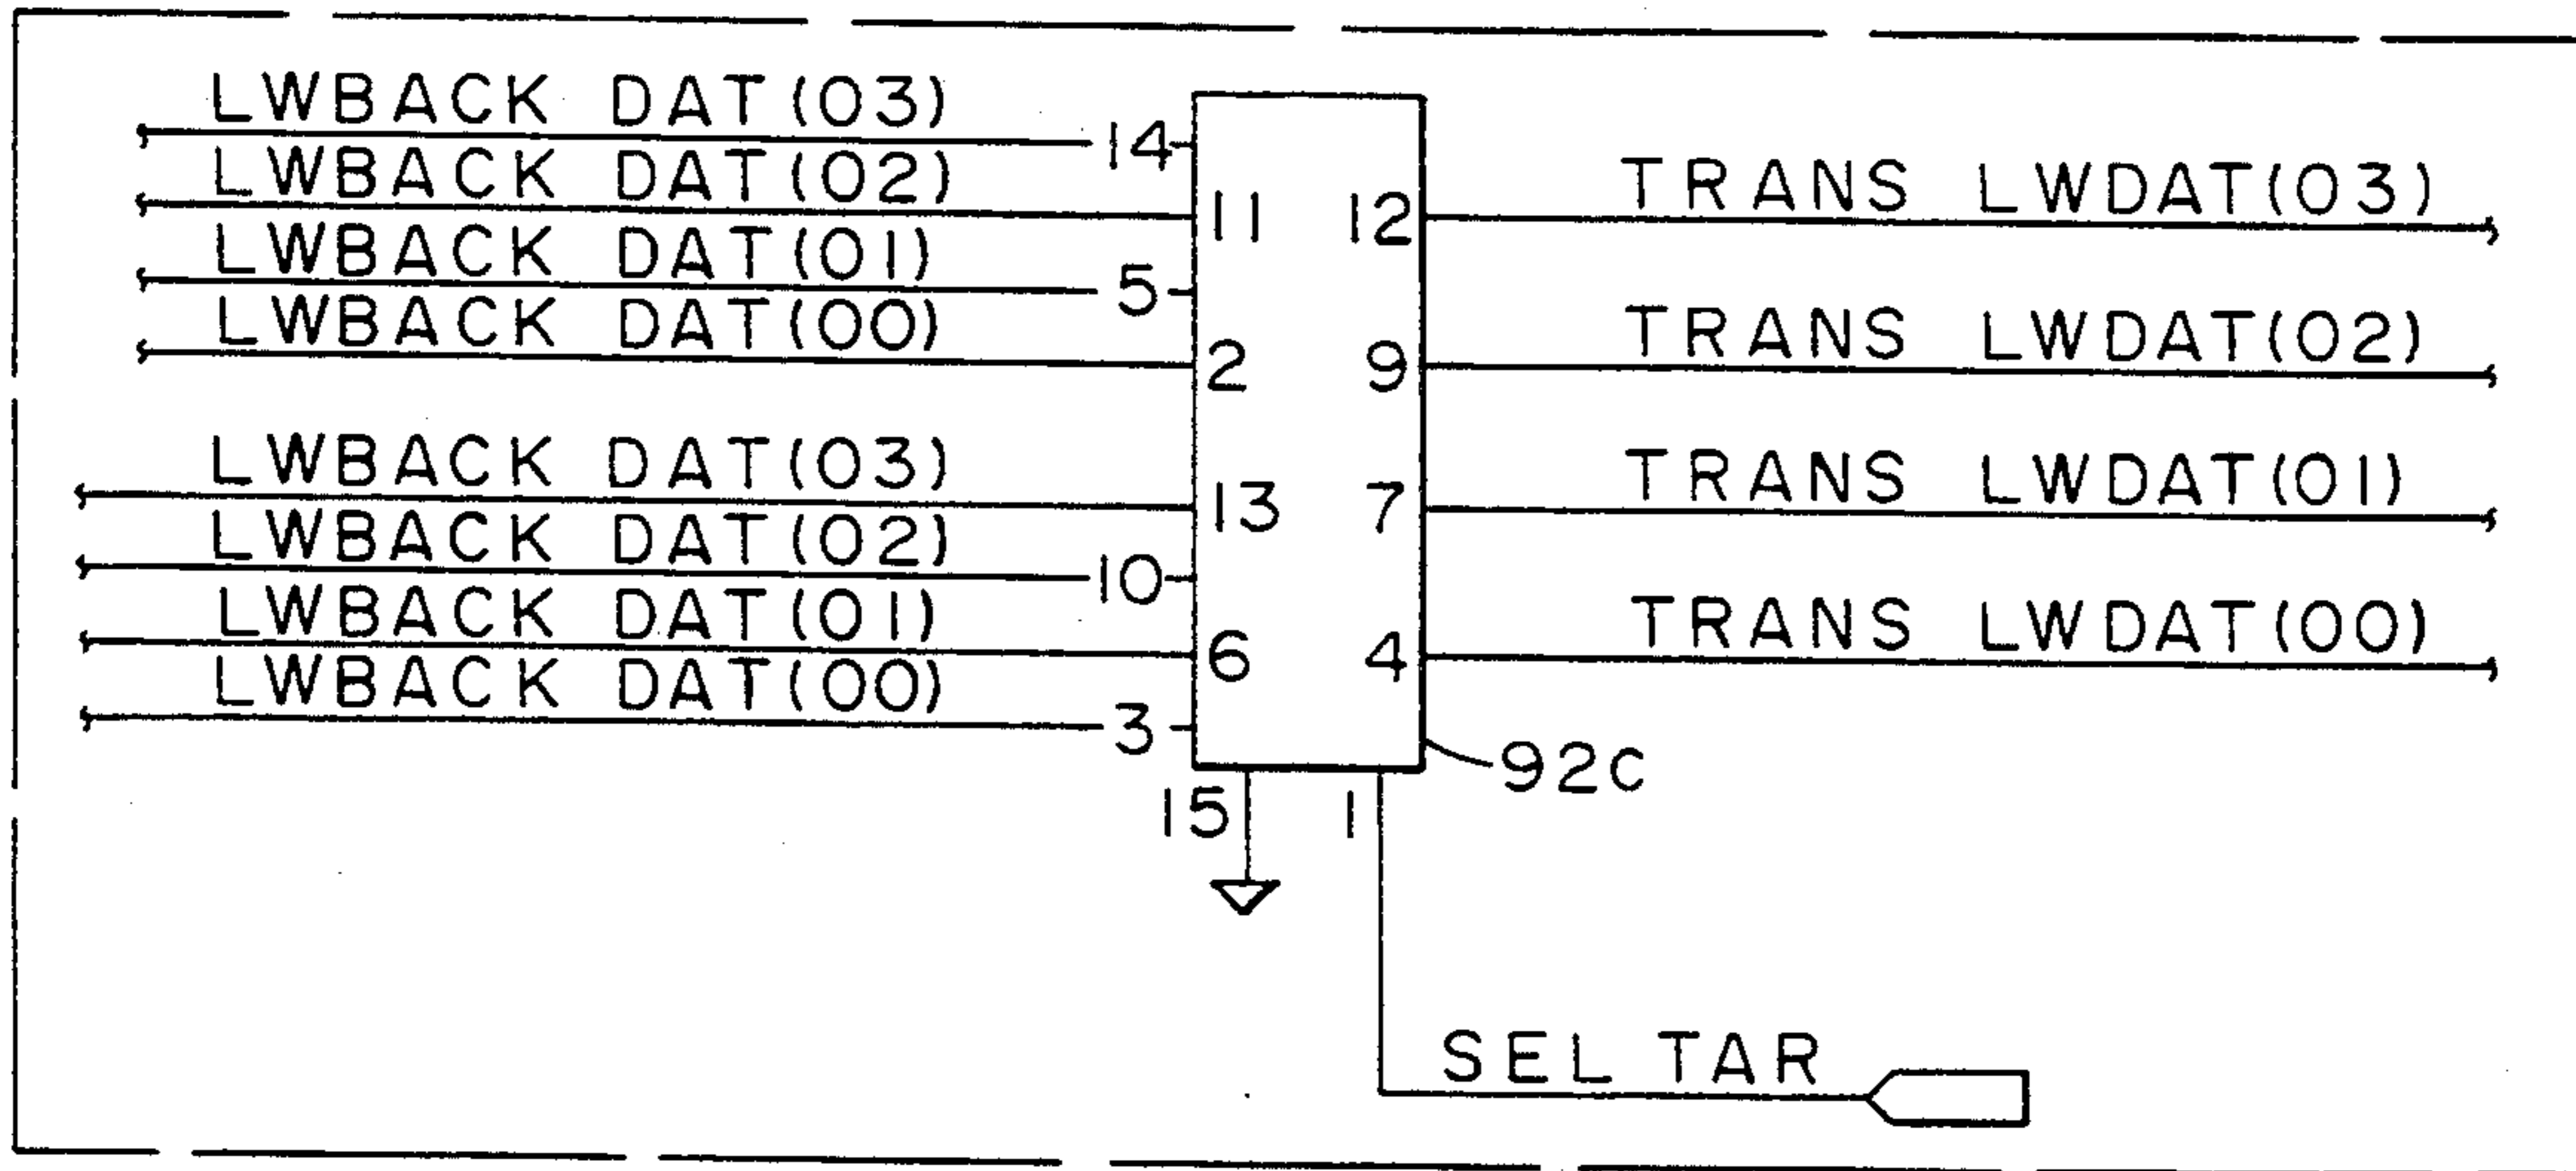 LWBACK DAT(03)
14
LWBACK DAT(02)
11
12
TRANS LWDAT(03)
LWBACK DAT(01)
5
LWBACK DAT(00)
2
9
TRANS LWDAT(02)
LWBACK DAT(03)
13
7
TRANS LWDAT(01)
LWBACK DAT(02)
10
LWBACK DAT(01)
6
4
TRANS LWDAT(00)
LWBACK DAT(00)
3
92C
15
1
SEL TAR